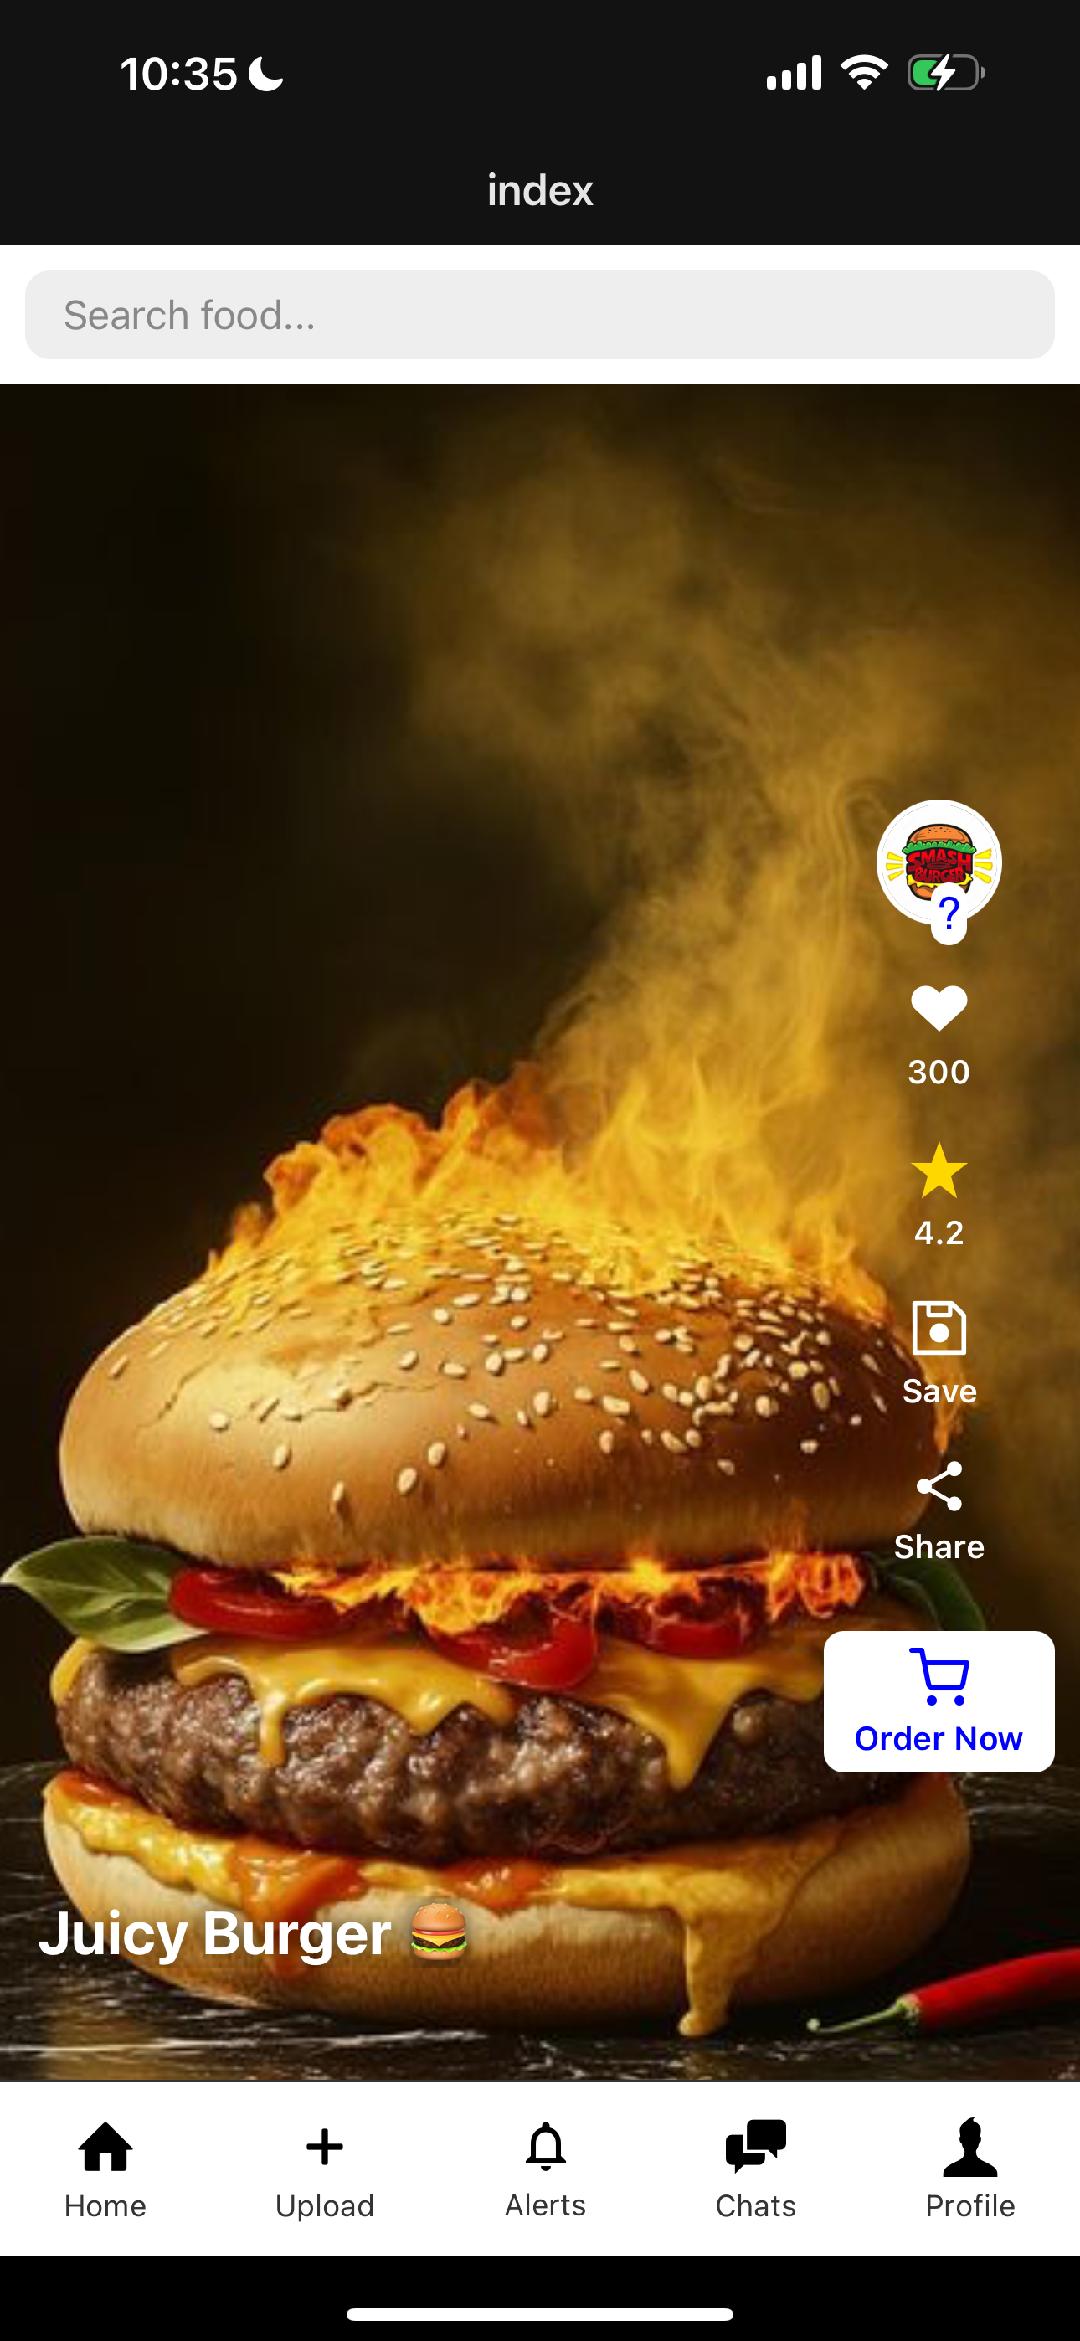 10:35
index
Search food...
SMASH
BURGER
?
300
4.2
Save
Share
Order Now
Juicy Burger 🍔
Home
Upload
Alerts
Chats
Profile